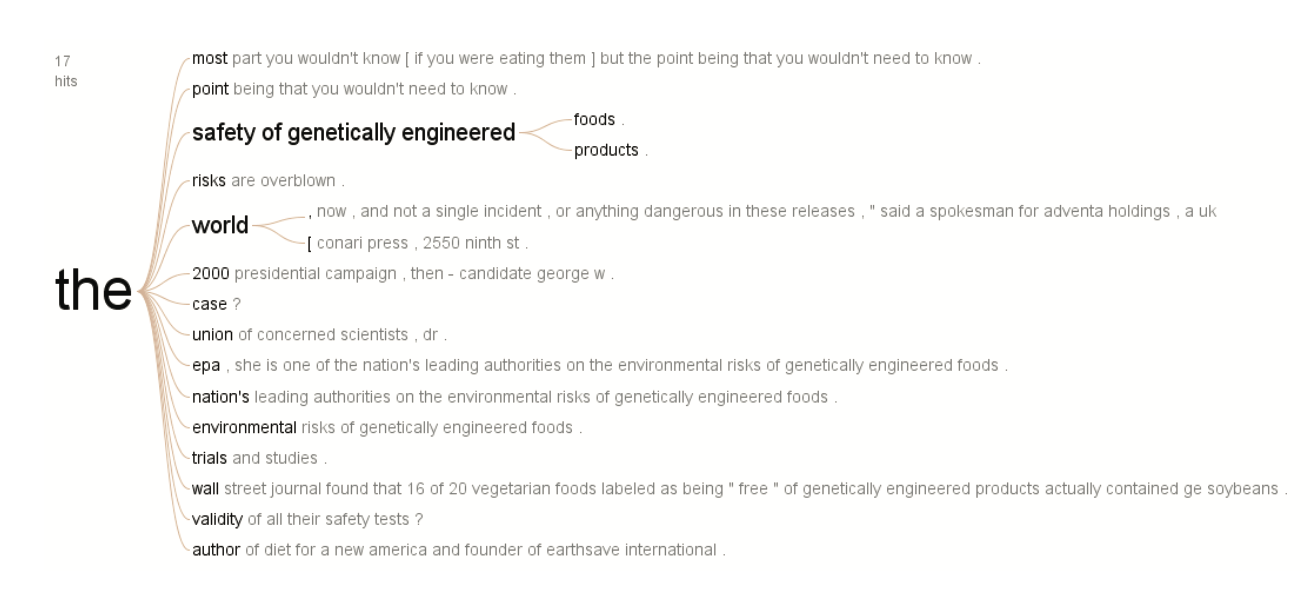 17
hits
most part you wouldn't know [ if you were eating them ] but the point being that you wouldn't need to know .
point being that you wouldn't need to know .
safety of genetically engineered
foods .
products .
risks are overblown .
world
, now , and not a single incident , or anything dangerous in these releases , " said a spokesman for adventa holdings , a uk
[ conari press , 2550 ninth st .
the
2000 presidential campaign , then - candidate george w .
case ?
union of concerned scientists , dr .
epa , she is one of the nation's leading authorities on the environmental risks of genetically engineered foods .
nation's leading authorities on the environmental risks of genetically engineered foods .
environmental risks of genetically engineered foods .
trials and studies .
wall street journal found that 16 of 20 vegetarian foods labeled as being " free " of genetically engineered products actually contained ge soybeans .
validity of all their safety tests ?
author of diet for a new america and founder of earthsave international .